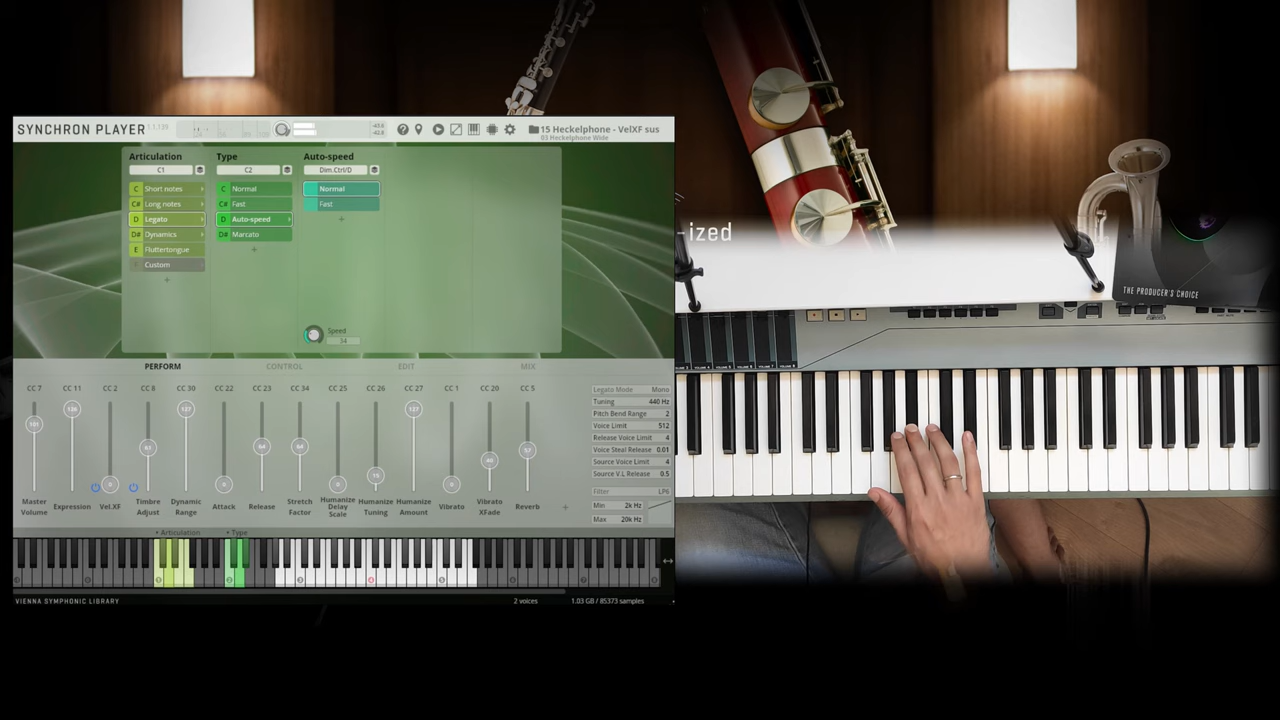 SYNCHRON PLAYER
15 Heckelphone - VelXF sus
03 Heckelphone Wide
Articulation Type Auto-speed
C1 C2 Dim.Ctrl/D
C Short notes C Normal Normal
C# Long notes C# Fast Fast
D Legato D Auto-speed +
D# Dynamics D# Marcato
E Fluttertongue +
Custom
+
Speed
34
PERFORM CONTROL EDIT MIX
CC 7 CC 11 CC 2 CC 8 CC 30 CC 22 CC 23 CC 34 CC 25 CC 26 CC 27 CC 1 CC 20 CC 5
Master Volume
Expression
Vel.XF
Timbre Adjust
Dynamic Range
Attack
Release
Stretch Factor
Humanize Delay Scale
Humanize Tuning
Humanize Amount
Vibrato
Vibrato XFade
Reverb
+
Legato Mode Mono
Tuning 440 Hz
Pitch Bend Range 2
Voice Limit 512
Release Voice Limit 4
Voice Steal Release 0.01
Source Voice Limit 4
Source V.L Release 0.5
Filter LP6
Min 2k Hz
Max 20k Hz
Articulation Type
VIENNA SYMPHONIC LIBRARY 2 voices 1.03 GB / 85373 samples
-ized
THE PRODUCER'S CHOICE